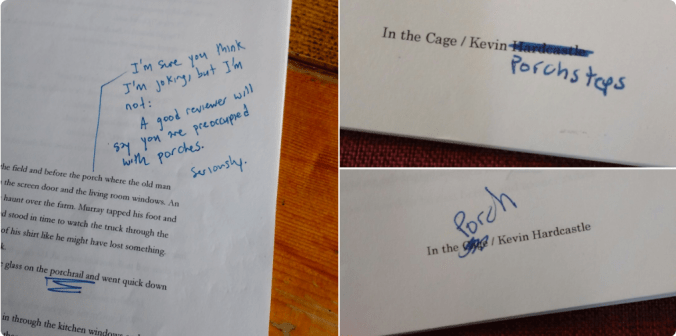 I'm sure you think
I'm joking, but I'm
not:
A good reviewer will
say you are preoccupied
with porches.
Seriously.
the field and before the porch where the old man
the screen door and the living room windows. An
haunt over the farm. Murray tapped his foot and
stood in time to watch the truck through the
of his shirt like he might have lost something.
glass on the porchrail and went quick down
in through the kitchen windows
In the Cage / Kevin Hardcastle
Porchsteps
Porch
In the Cage / Kevin Hardcastle